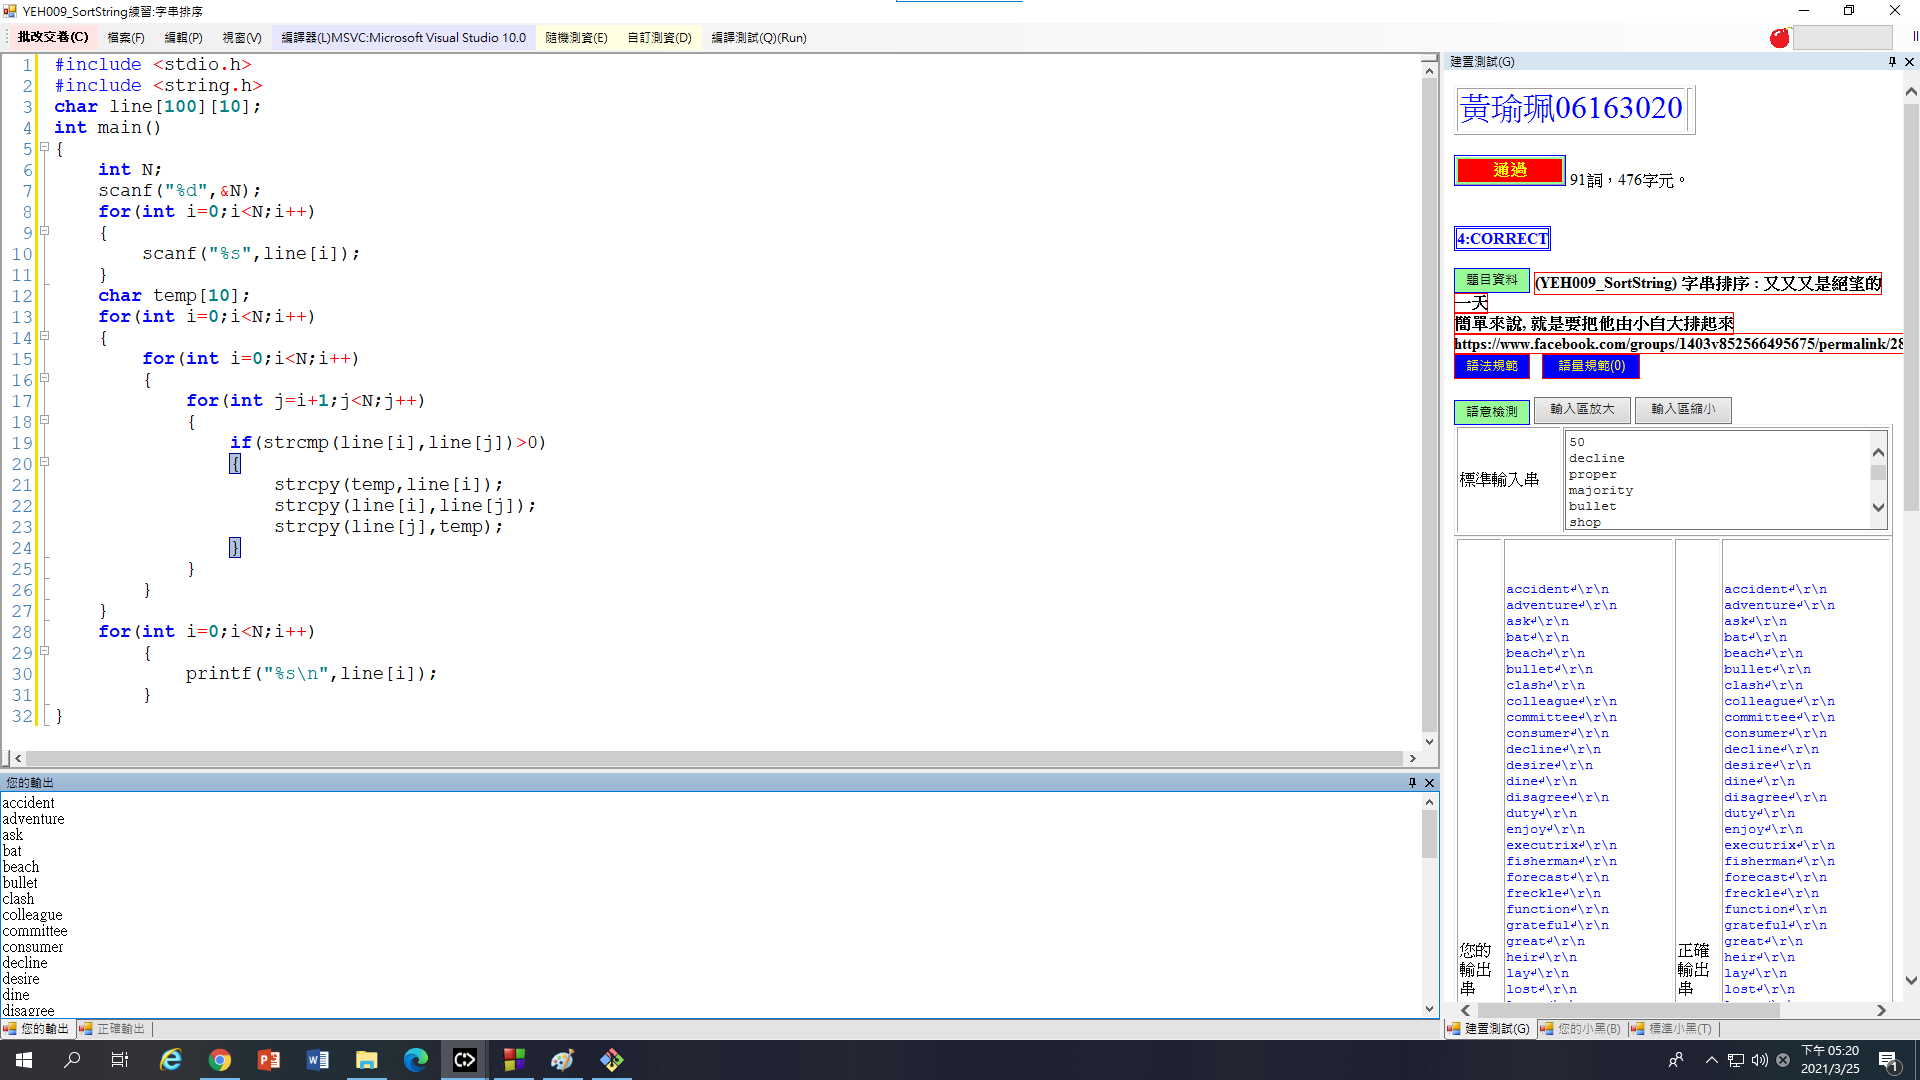 YEH009_SortString練習:字串排序
批改交卷(C) 檔案(F) 編輯(P) 視窗(V) 編譯器(L)MSVC:Microsoft Visual Studio 10.0 隨機測資(E) 自訂測資(D) 編譯測試(Q)(Run)
1 #include <stdio.h>
2 #include <string.h>
3 char line[100][10];
4 int main()
5 {
6 int N;
7 scanf("%d",&N);
8 for(int i=0;i<N;i++)
9 {
10 scanf("%s",line[i]);
11 }
12 char temp[10];
13 for(int i=0;i<N;i++)
14 {
15 for(int i=0;i<N;i++)
16 {
17 for(int j=i+1;j<N;j++)
18 {
19 if(strcmp(line[i],line[j])>0)
20 {
21 strcpy(temp,line[i]);
22 strcpy(line[i],line[j]);
23 strcpy(line[j],temp);
24 }
25 }
26 }
27 }
28 for(int i=0;i<N;i++)
29 {
30 printf("%s\n",line[i]);
31 }
32 }
您的輸出
accident
adventure
ask
bat
beach
bullet
clash
colleague
committee
consumer
decline
desire
dine
disagree
您的輸出 正確輸出
建置測試(G)
黃瑜珮06163020
通過 91詞，476字元。
4:CORRECT
題目資料 (YEH009_SortString) 字串排序 : 又又又是絕望的
一天
簡單來說, 就是要把他由小自大排起來
https://www.facebook.com/groups/1403v852566495675/permalink/28
語法規範 語量規範(0)
語意檢測 輸入區放大 輸入區縮小
標準輸入串
50
decline
proper
majority
bullet
shop
您的輸出串
accident↲\r\n
adventure↲\r\n
ask↲\r\n
bat↲\r\n
beach↲\r\n
bullet↲\r\n
clash↲\r\n
colleague↲\r\n
committee↲\r\n
consumer↲\r\n
decline↲\r\n
desire↲\r\n
dine↲\r\n
disagree↲\r\n
duty↲\r\n
enjoy↲\r\n
executrix↲\r\n
fisherman↲\r\n
forecast↲\r\n
freckle↲\r\n
function↲\r\n
grateful↲\r\n
great↲\r\n
heir↲\r\n
lay↲\r\n
lost↲\r\n
正確輸出串
accident↲\r\n
adventure↲\r\n
ask↲\r\n
bat↲\r\n
beach↲\r\n
bullet↲\r\n
clash↲\r\n
colleague↲\r\n
committee↲\r\n
consumer↲\r\n
decline↲\r\n
desire↲\r\n
dine↲\r\n
disagree↲\r\n
duty↲\r\n
enjoy↲\r\n
executrix↲\r\n
fisherman↲\r\n
forecast↲\r\n
freckle↲\r\n
function↲\r\n
grateful↲\r\n
great↲\r\n
heir↲\r\n
lay↲\r\n
lost↲\r\n
建置測試(G) 您的小黑(B) 標準小黑(T)
下午 05:20
2021/3/25
1